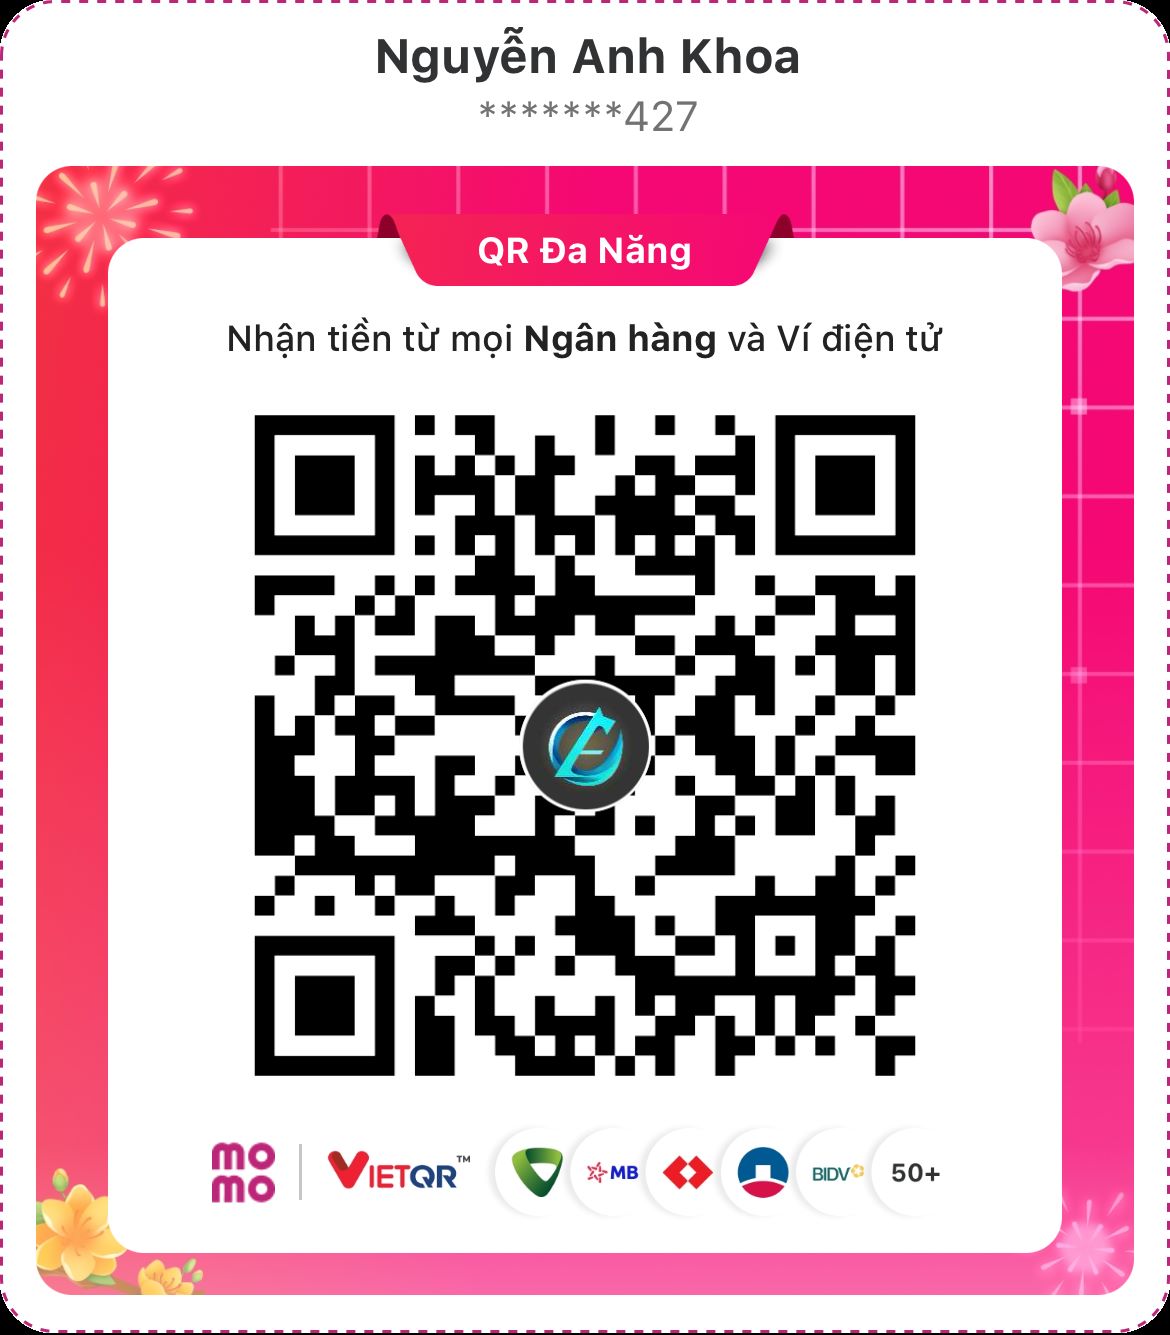 Nguyễn Anh Khoa
*******427
QR Đa Năng
Nhận tiền từ mọi Ngân hàng và Ví điện tử
mo
mo
VIETQR™
MB
BIDV
50+